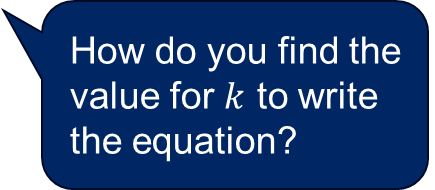 How do you find the
value for k to write
the equation?